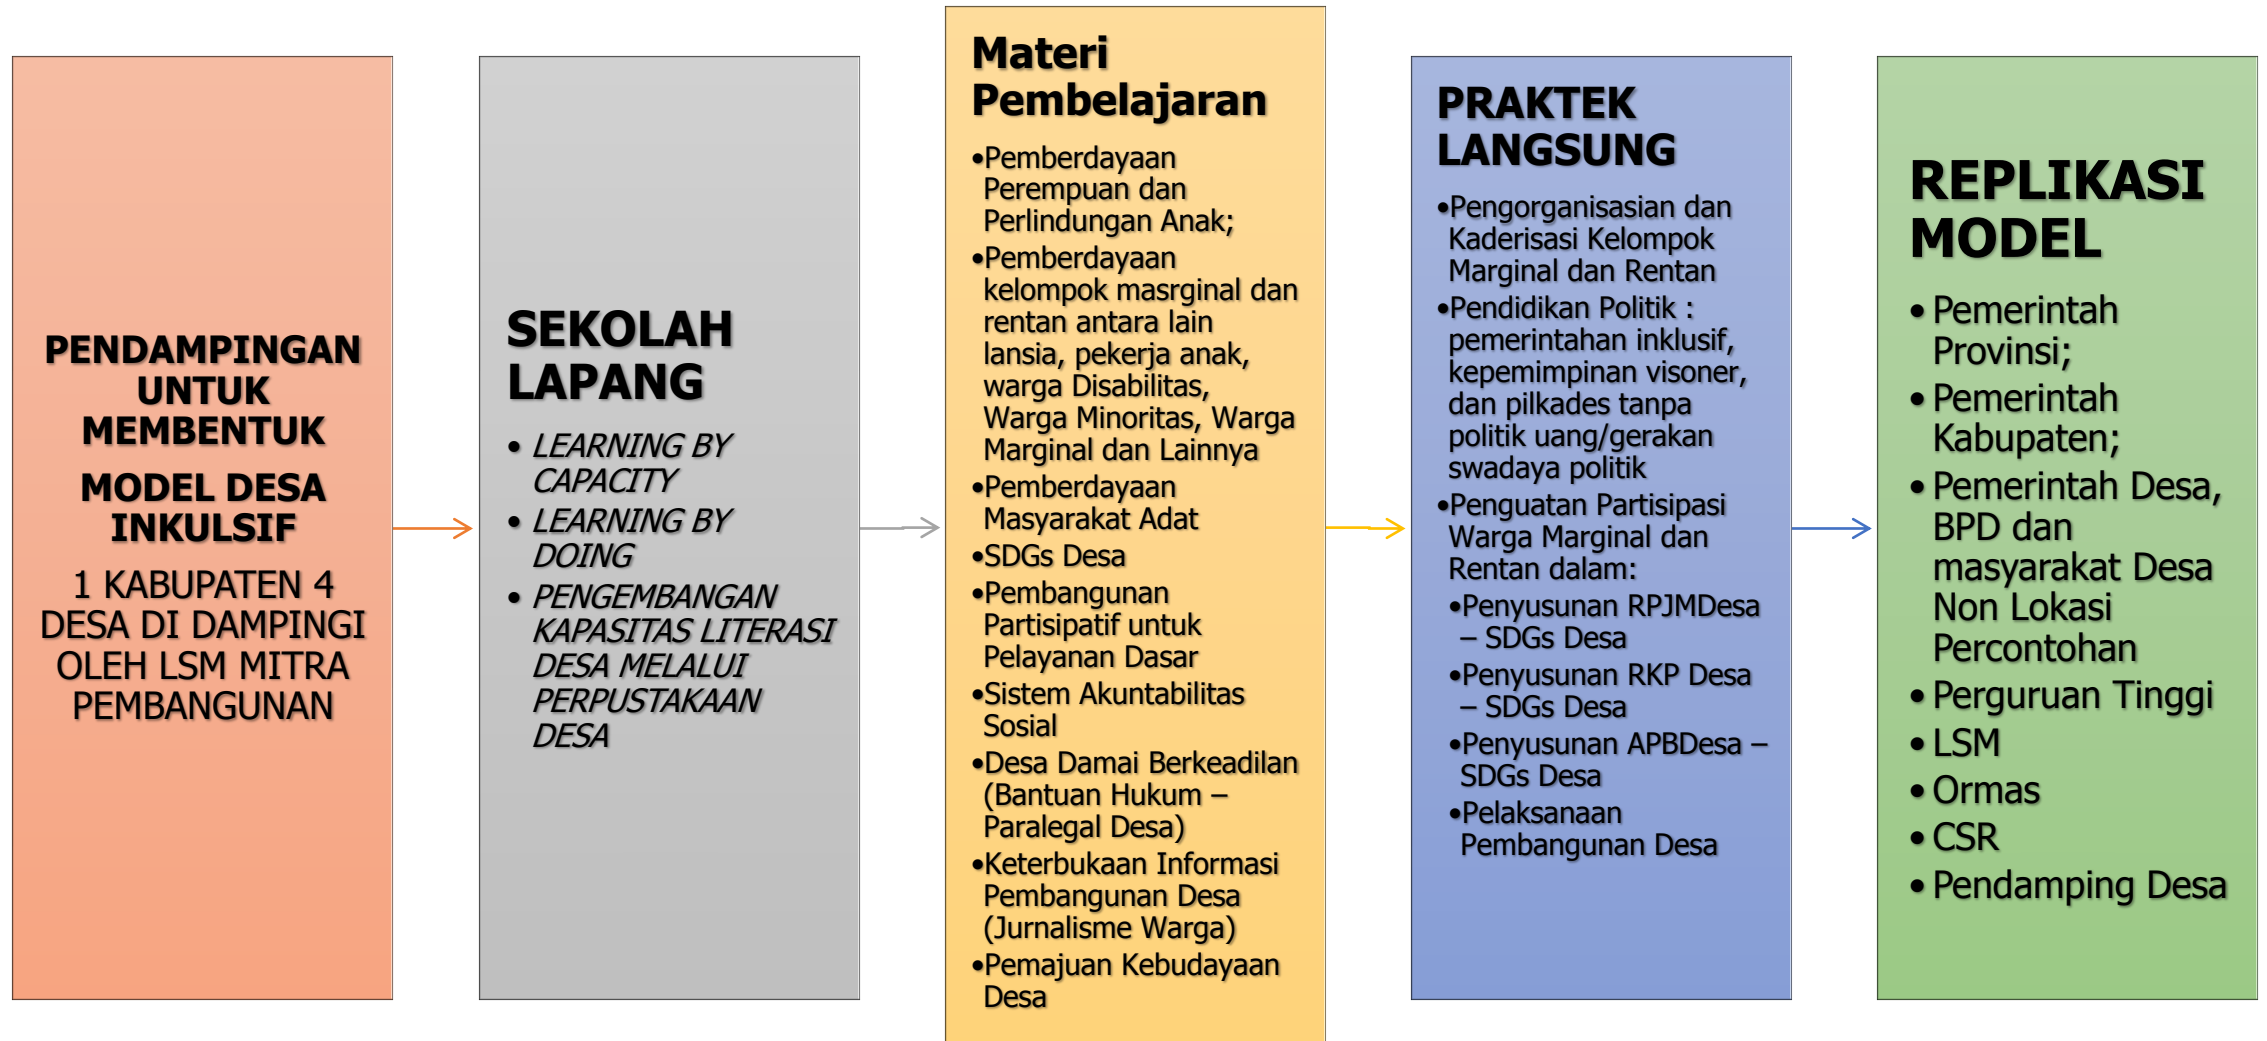 PENDAMPINGAN
UNTUK
MEMBENTUK
MODEL DESA
INKULSIF
1 KABUPATEN 4
DESA DI DAMPINGI
OLEH LSM MITRA
PEMBANGUNAN
SEKOLAH
LAPANG
• LEARNING BY
CAPACITY
• LEARNING BY
DOING
• PENGEMBANGAN
KAPASITAS LITERASI
DESA MELALUI
PERPUSTAKAAN
DESA
Materi
Pembelajaran
•Pemberdayaan
Perempuan dan
Perlindungan Anak;
•Pemberdayaan
kelompok masrginal dan
rentan antara lain
lansia, pekerja anak,
warga Disabilitas,
Warga Minoritas, Warga
Marginal dan Lainnya
•Pemberdayaan
Masyarakat Adat
•SDGs Desa
•Pembangunan
Partisipatif untuk
Pelayanan Dasar
•Sistem Akuntabilitas
Sosial
•Desa Damai Berkeadilan
(Bantuan Hukum –
Paralegal Desa)
•Keterbukaan Informasi
Pembangunan Desa
(Jurnalisme Warga)
•Pemajuan Kebudayaan
Desa
PRAKTEK
LANGSUNG
•Pengorganisasian dan
Kaderisasi Kelompok
Marginal dan Rentan
•Pendidikan Politik :
pemerintahan inklusif,
kepemimpinan visoner,
dan pilkades tanpa
politik uang/gerakan
swadaya politik
•Penguatan Partisipasi
Warga Marginal dan
Rentan dalam:
•Penyusunan RPJMDesa
– SDGs Desa
•Penyusunan RKP Desa
– SDGs Desa
•Penyusunan APBDesa –
SDGs Desa
•Pelaksanaan
Pembangunan Desa
REPLIKASI
MODEL
• Pemerintah
Provinsi;
• Pemerintah
Kabupaten;
• Pemerintah Desa,
BPD dan
masyarakat Desa
Non Lokasi
Percontohan
• Perguruan Tinggi
• LSM
• Ormas
• CSR
• Pendamping Desa